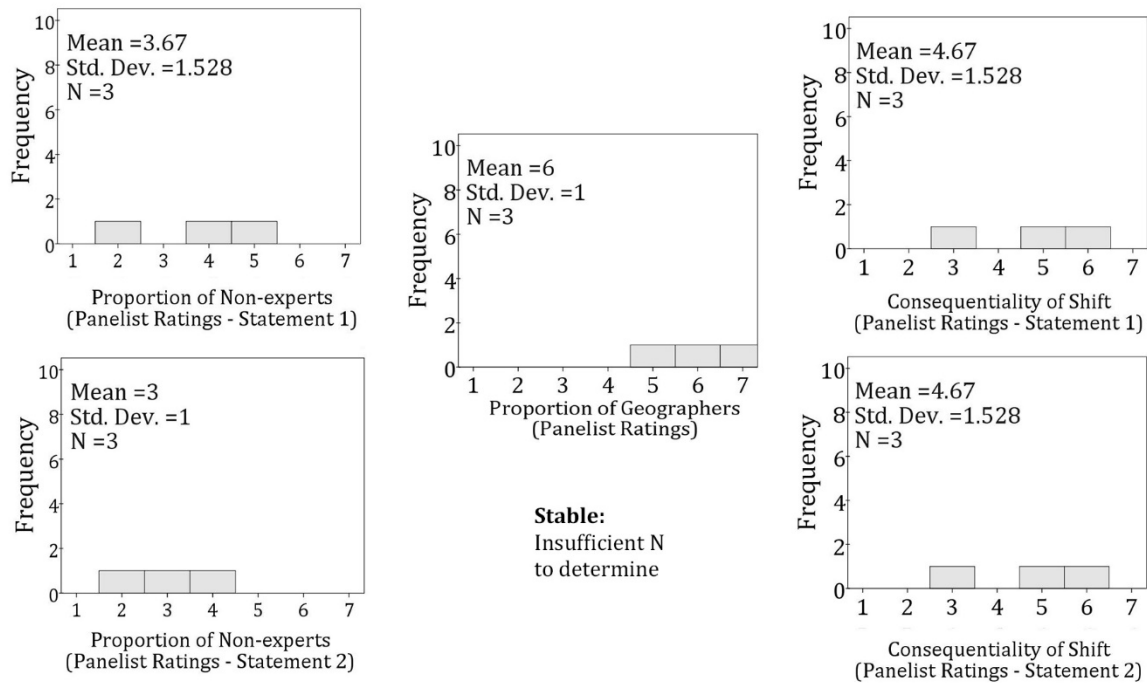 10
8
6
4
2
0
Frequency
Mean =3.67
Std. Dev. =1.528
N =3
1 2 3 4 5 6 7
Proportion of Non-experts
(Panelist Ratings - Statement 1)
10
8
6
4
2
0
Frequency
Mean =3
Std. Dev. =1
N =3
1 2 3 4 5 6 7
Proportion of Non-experts
(Panelist Ratings - Statement 2)
10
8
6
4
2
0
Frequency
Mean =6
Std. Dev. =1
N =3
1 2 3 4 5 6 7
Proportion of Geographers
(Panelist Ratings)
Stable:
Insufficient N
to determine
10
8
6
4
2
0
Frequency
Mean =4.67
Std. Dev. =1.528
N =3
1 2 3 4 5 6 7
Consequentiality of Shift
(Panelist Ratings - Statement 1)
10
8
6
4
2
0
Frequency
Mean =4.67
Std. Dev. =1.528
N =3
1 2 3 4 5 6 7
Consequentiality of Shift
(Panelist Ratings - Statement 2)